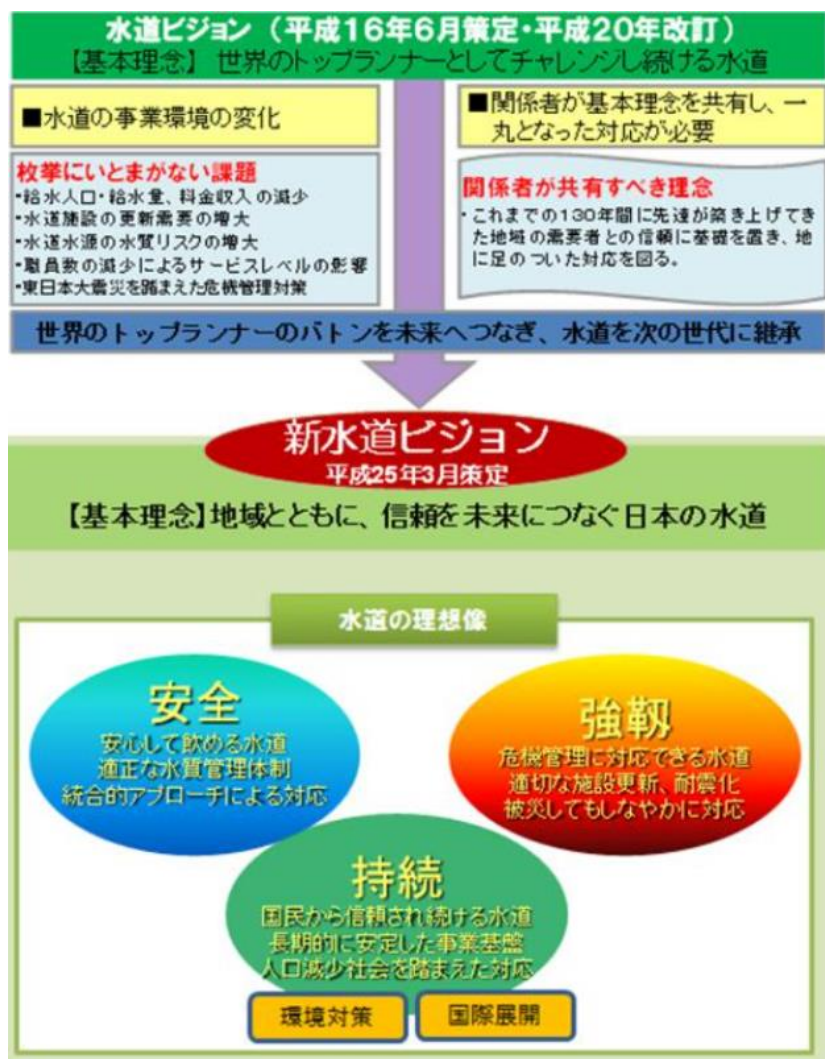 水道ビジョン（平成16年6月策定・平成20年改訂）
【基本理念】 世界のトップランナーとしてチャレンジし続ける水道
■水道の事業環境の変化
枚挙にいとまがない課題
・給水人口・給水量、料金収入の減少
・水道施設の更新需要の増大
・水道水源の水質リスクの増大
・職員数の減少によるサービスレベルの影響
・東日本大震災を踏まえた危機管理対策
■関係者が基本理念を共有し、一
丸となった対応が必要
関係者が共有すべき理念
・これまでの130年間に先達が築き上げてき
た地域の需要者との信頼に基礎を置き、地
に足のついた対応を図る。
世界のトップランナーのバトンを未来へつなぎ、水道を次の世代に継承
新水道ビジョン
平成25年3月策定
【基本理念】地域とともに、信頼を未来につなぐ日本の水道
水道の理想像
安全
安心して飲める水道
適正な水質管理体制
統合的アプローチによる対応
強靱
危機管理に対応できる水道
適切な施設更新、耐震化
被災してもしなやかに対応
持続
国民から信頼され続ける水道
長期的に安定した事業基盤
人口減少社会を踏まえた対応
環境対策
国際展開